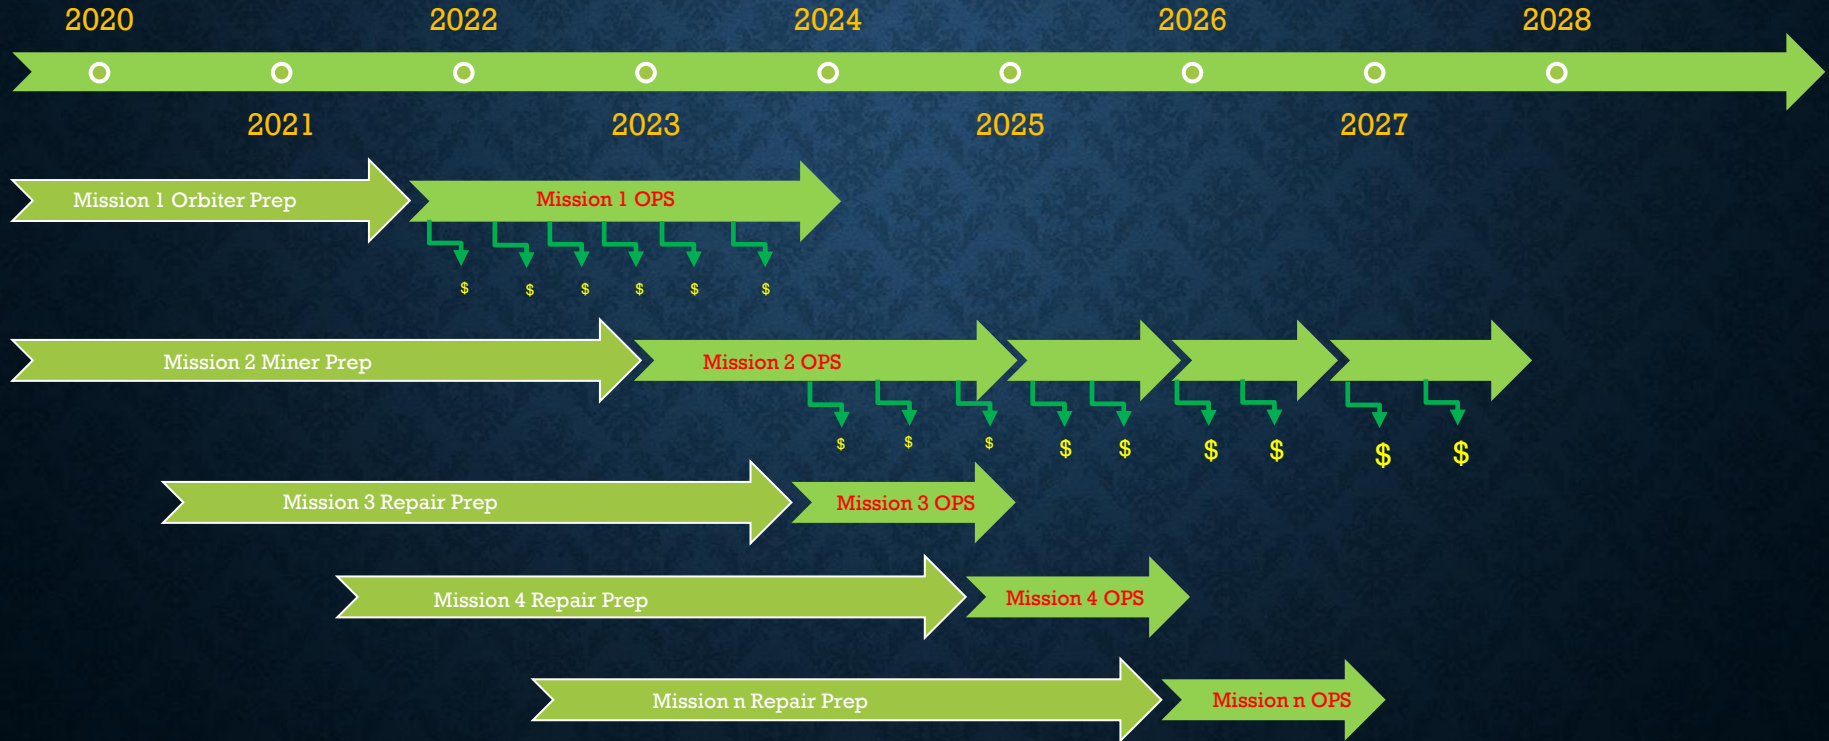 2020 2022 2024 2026 2028
2021 2023 2025 2027
Mission 1 Orbiter Prep
Mission 1 OPS
$ $ $ $ $ $
Mission 2 Miner Prep
Mission 2 OPS
$ $ $ $ $ $ $ $ $
Mission 3 Repair Prep
Mission 3 OPS
Mission 4 Repair Prep
Mission 4 OPS
Mission n Repair Prep
Mission n OPS